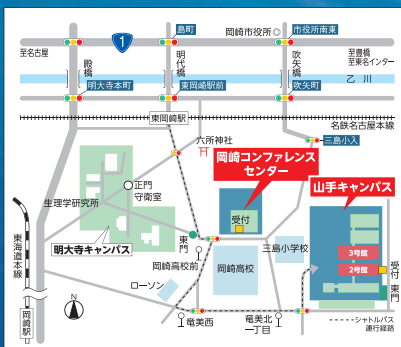 島町
岡崎市役所
市役所南東
1
至名古屋
至豊橋
至東名インター
殿橋
明代橋
吹矢橋
乙川
明大寺本町
東岡崎駅前
吹矢町
名鉄名古屋本線
東岡崎駅
六所神社
三島小入
岡崎コンファレンス
センター
山手キャンパス
正門
守衛室
生理学研究所
受付
東海道本線
明大寺キャンパス
東門
三島小学校
3号館
2号館
受付
東門
岡崎高校前
岡崎高校
ローソン
N
岡崎駅
竜美西
竜美北
一丁目
シャトルバス
運行経路